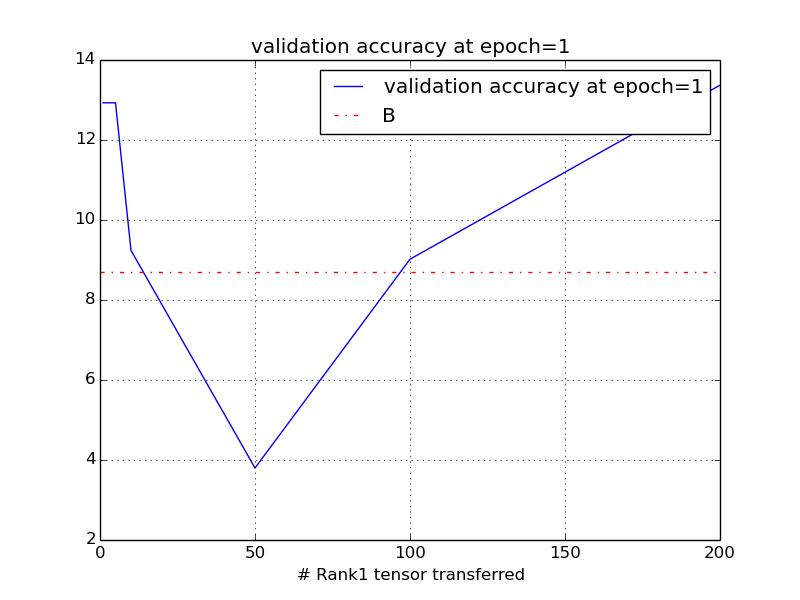 validation accuracy at epoch=1
14
12
10
8
6
4
2
validation accuracy at epoch=1
B
0 50 100 150 200
# Rank1 tensor transferred